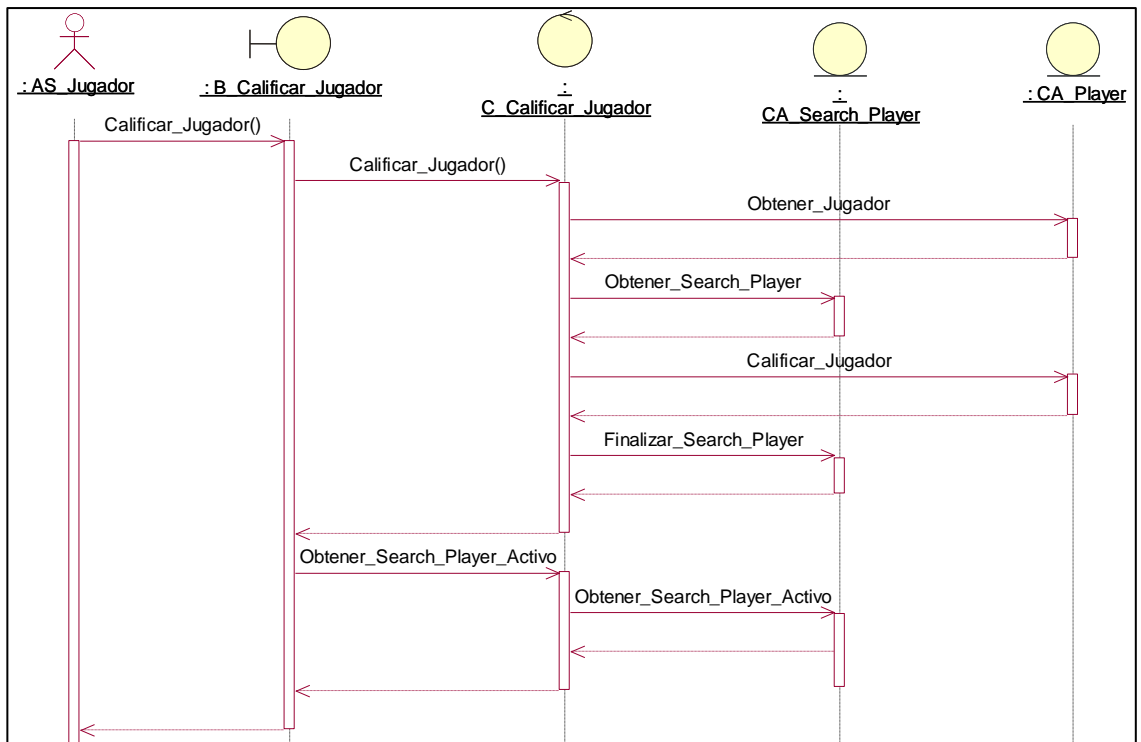 : AS_Jugador
: B_Calificar_Jugador
:
C_Calificar_Jugador
:
CA_Search_Player
: CA_Player
Calificar_Jugador()
Calificar_Jugador()
Obtener_Jugador
Obtener_Search_Player
Calificar_Jugador
Finalizar_Search_Player
Obtener_Search_Player_Activo
Obtener_Search_Player_Activo